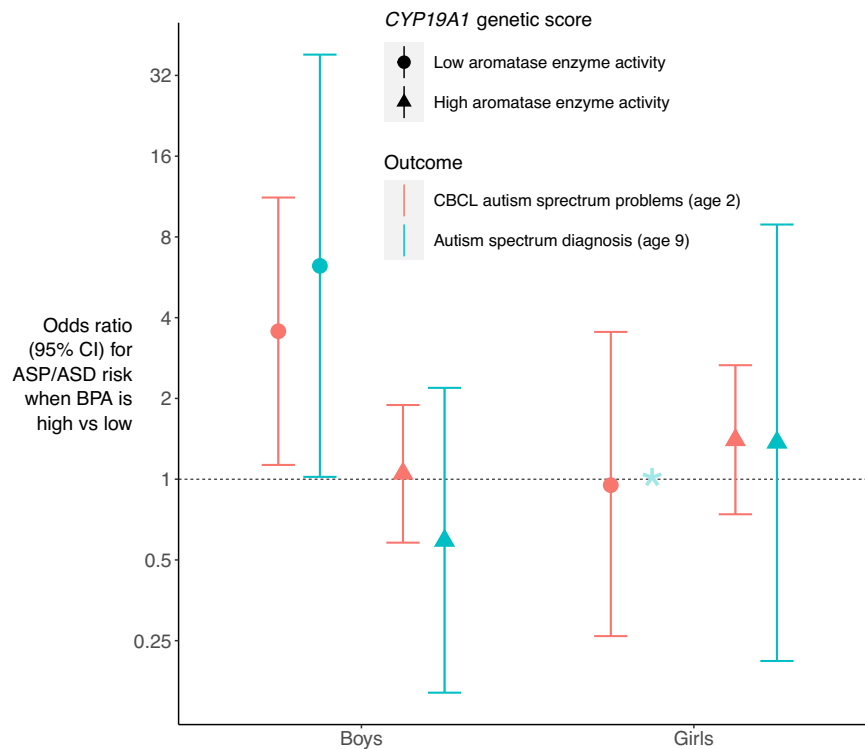 CYP19A1 genetic score
Low aromatase enzyme activity
High aromatase enzyme activity
Outcome
CBCL autism sprectrum problems (age 2)
Autism spectrum diagnosis (age 9)
Odds ratio
(95% CI) for
ASP/ASD risk
when BPA is
high vs low
32
16
8
4
2
1
0.5
0.25
*
Boys
Girls